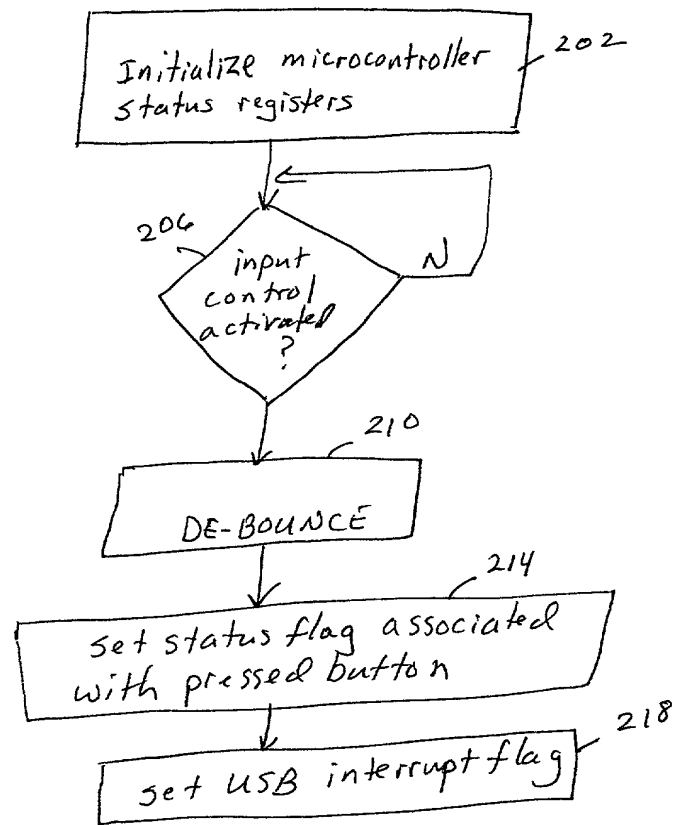 Initialize microcontroller
status registers
202
206
input
control
activated
?
N
210
DE-BOUNCE
214
set status flag associated
with pressed button
218
set USB interrupt flag